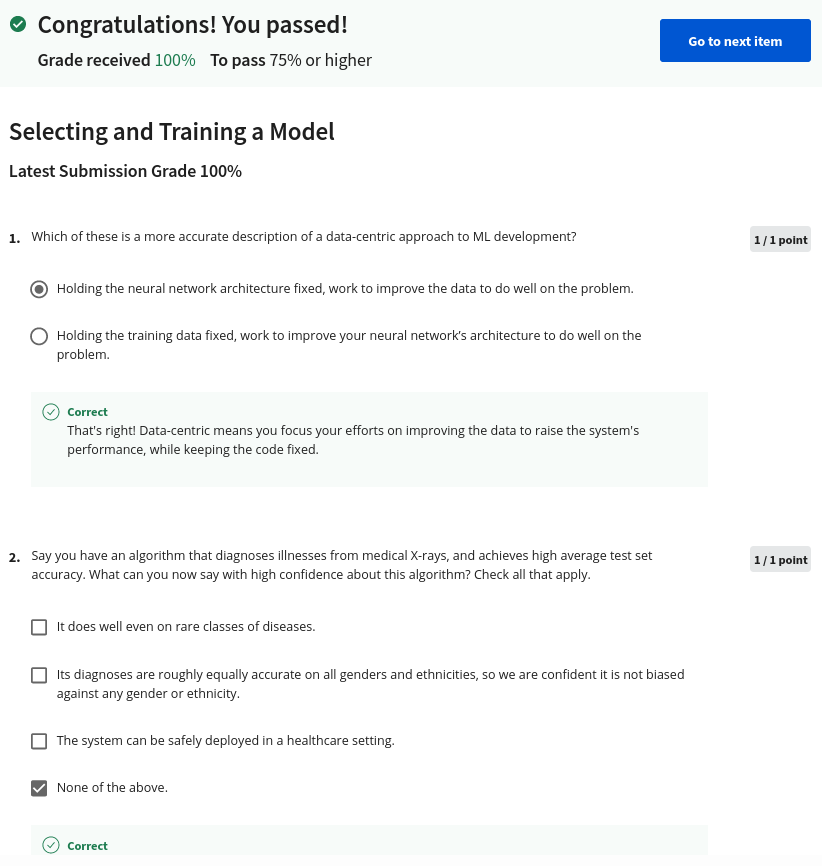 Congratulations! You passed!
Grade received 100% To pass 75% or higher
Go to next item
Selecting and Training a Model
Latest Submission Grade 100%
1. Which of these is a more accurate description of a data-centric approach to ML development?
1 / 1 point
Holding the neural network architecture fixed, work to improve the data to do well on the problem.
Holding the training data fixed, work to improve your neural network's architecture to do well on the
problem.
Correct
That's right! Data-centric means you focus your efforts on improving the data to raise the system's
performance, while keeping the code fixed.
2. Say you have an algorithm that diagnoses illnesses from medical X-rays, and achieves high average test set
accuracy. What can you now say with high confidence about this algorithm? Check all that apply.
1 / 1 point
It does well even on rare classes of diseases.
Its diagnoses are roughly equally accurate on all genders and ethnicities, so we are confident it is not biased
against any gender or ethnicity.
The system can be safely deployed in a healthcare setting.
None of the above.
Correct